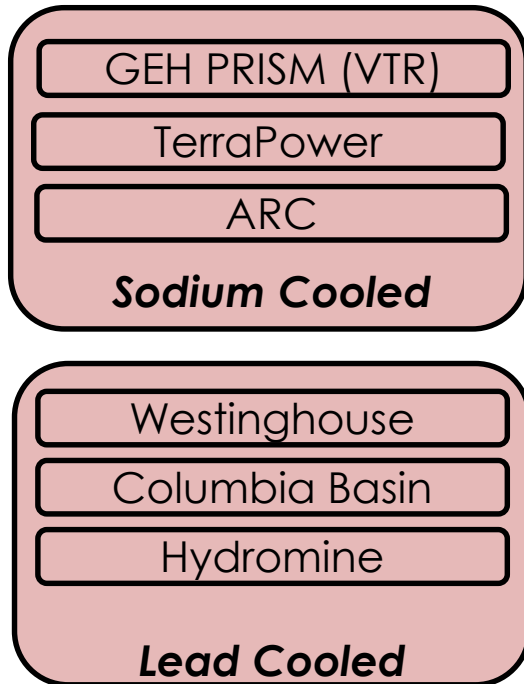 GEH PRISM (VTR)
TerraPower
ARC
Sodium Cooled
Westinghouse
Columbia Basin
Hydromine
Lead Cooled